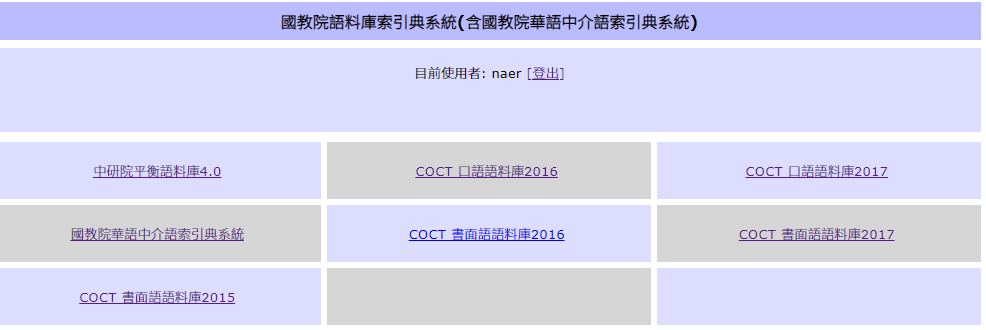 國教院語料庫索引典系統(含國教院華語中介語索引典系統)
目前使用者: naer [登出]
中研院平衡語料庫4.0
COCT 口語語料庫2016
COCT 口語語料庫2017
國教院華語中介語索引典系統
COCT 書面語語料庫2016
COCT 書面語語料庫2017
COCT 書面語語料庫2015